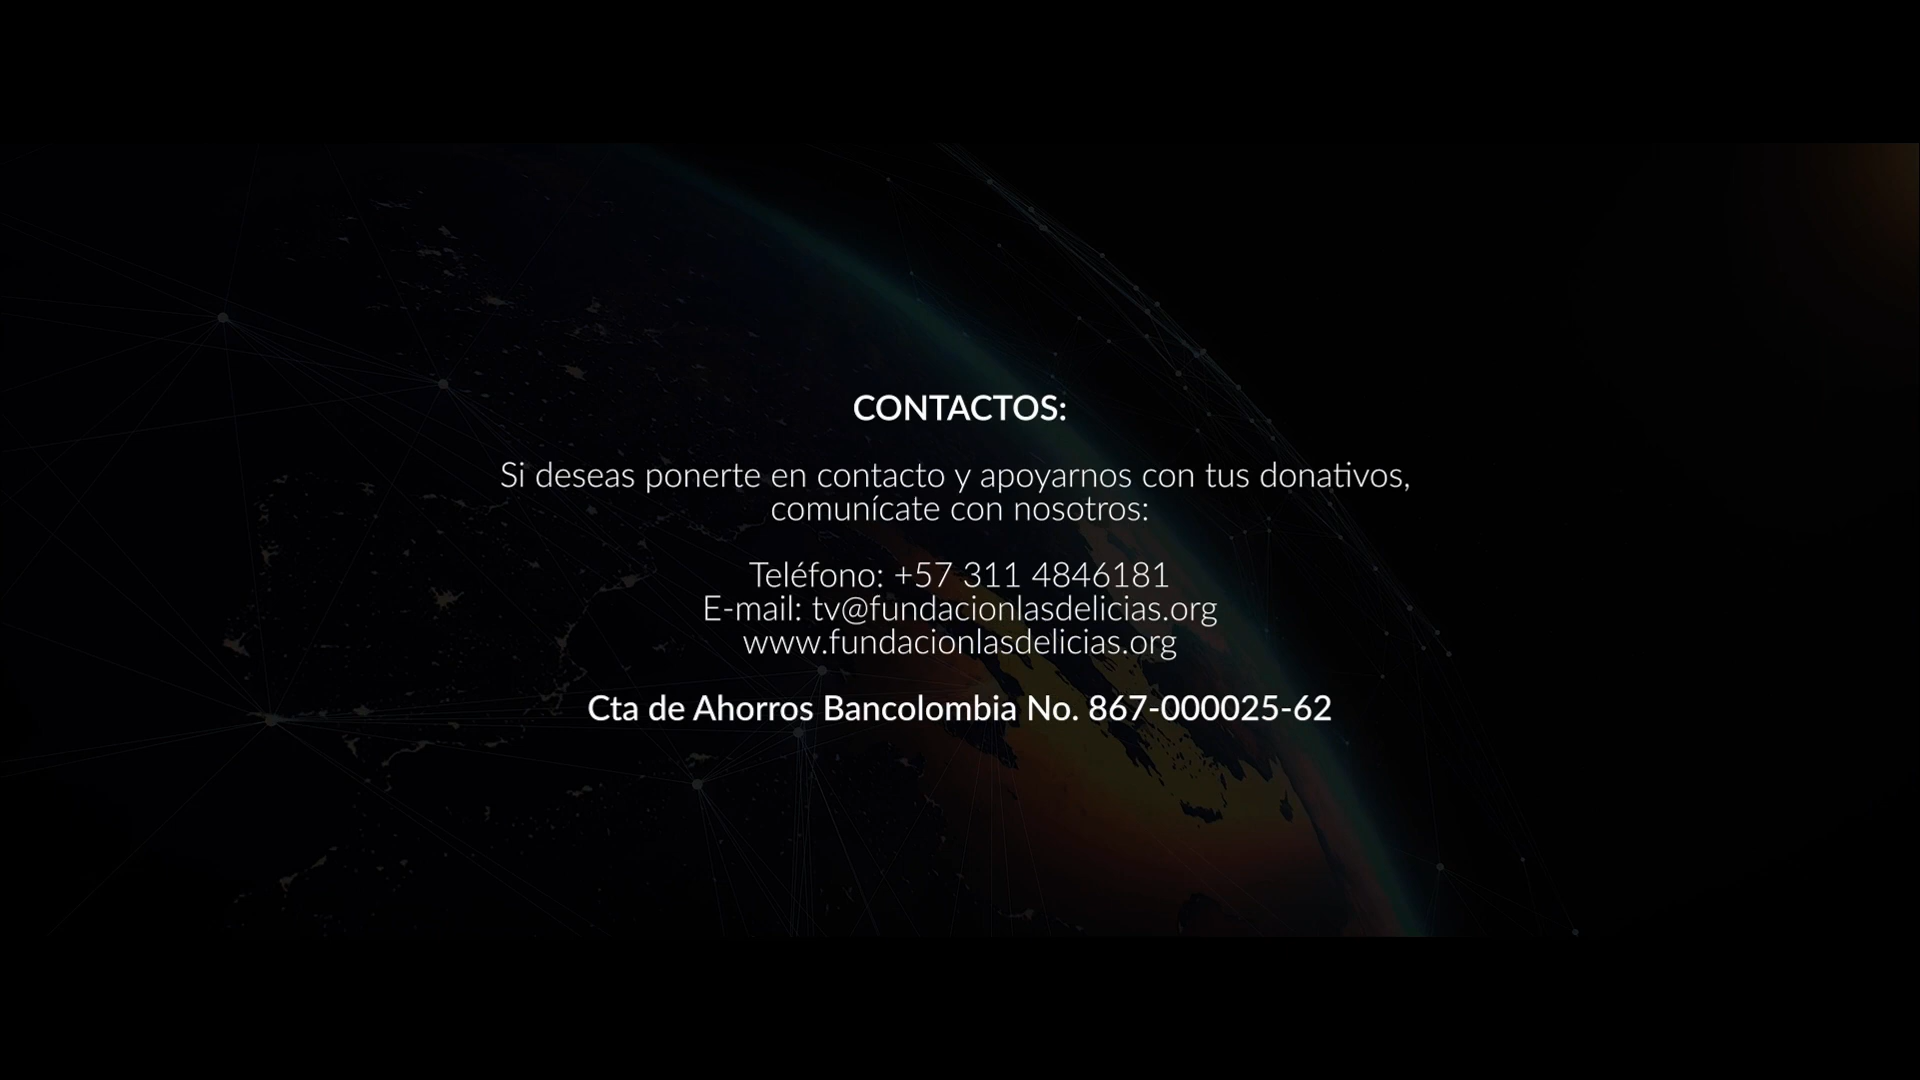 CONTACTOS:
Si deseas ponerte en contacto y apoyarnos con tus donativos,
comunícate con nosotros:
Teléfono: +57 311 4846181
E-mail: tv@fundacionlasdelicias.org
www.fundacionlasdelicias.org
Cta de Ahorros Bancolombia No. 867-000025-62